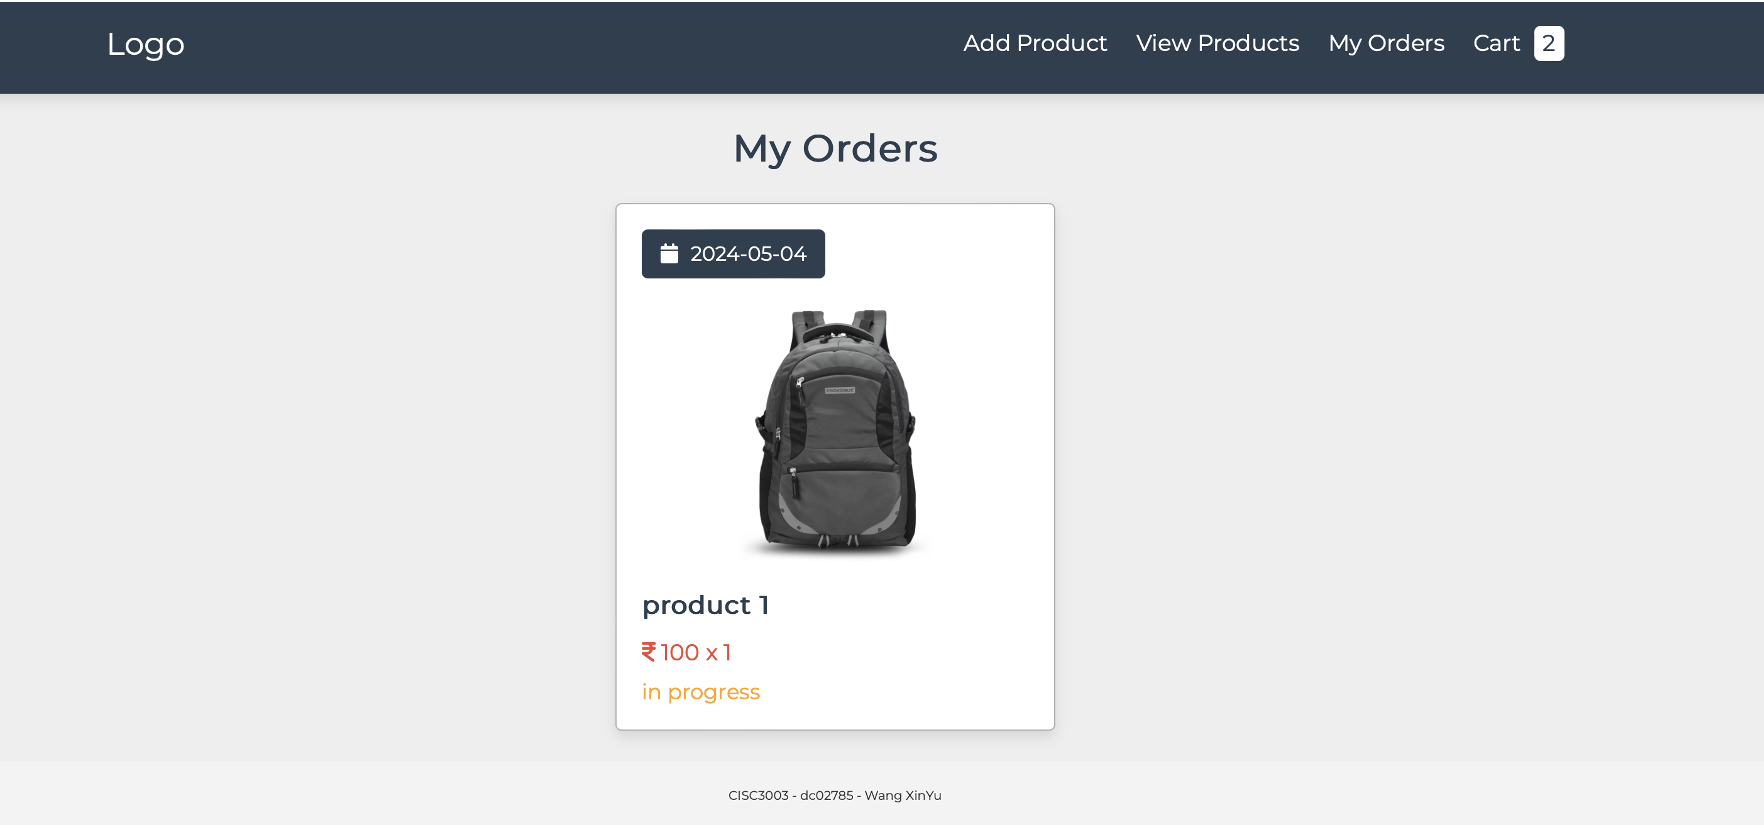 Logo
Add Product View Products My Orders Cart 2
My Orders
2024-05-04
product 1
₹ 100 x 1
in progress
CISC3003 - dc02785 - Wang XinYu